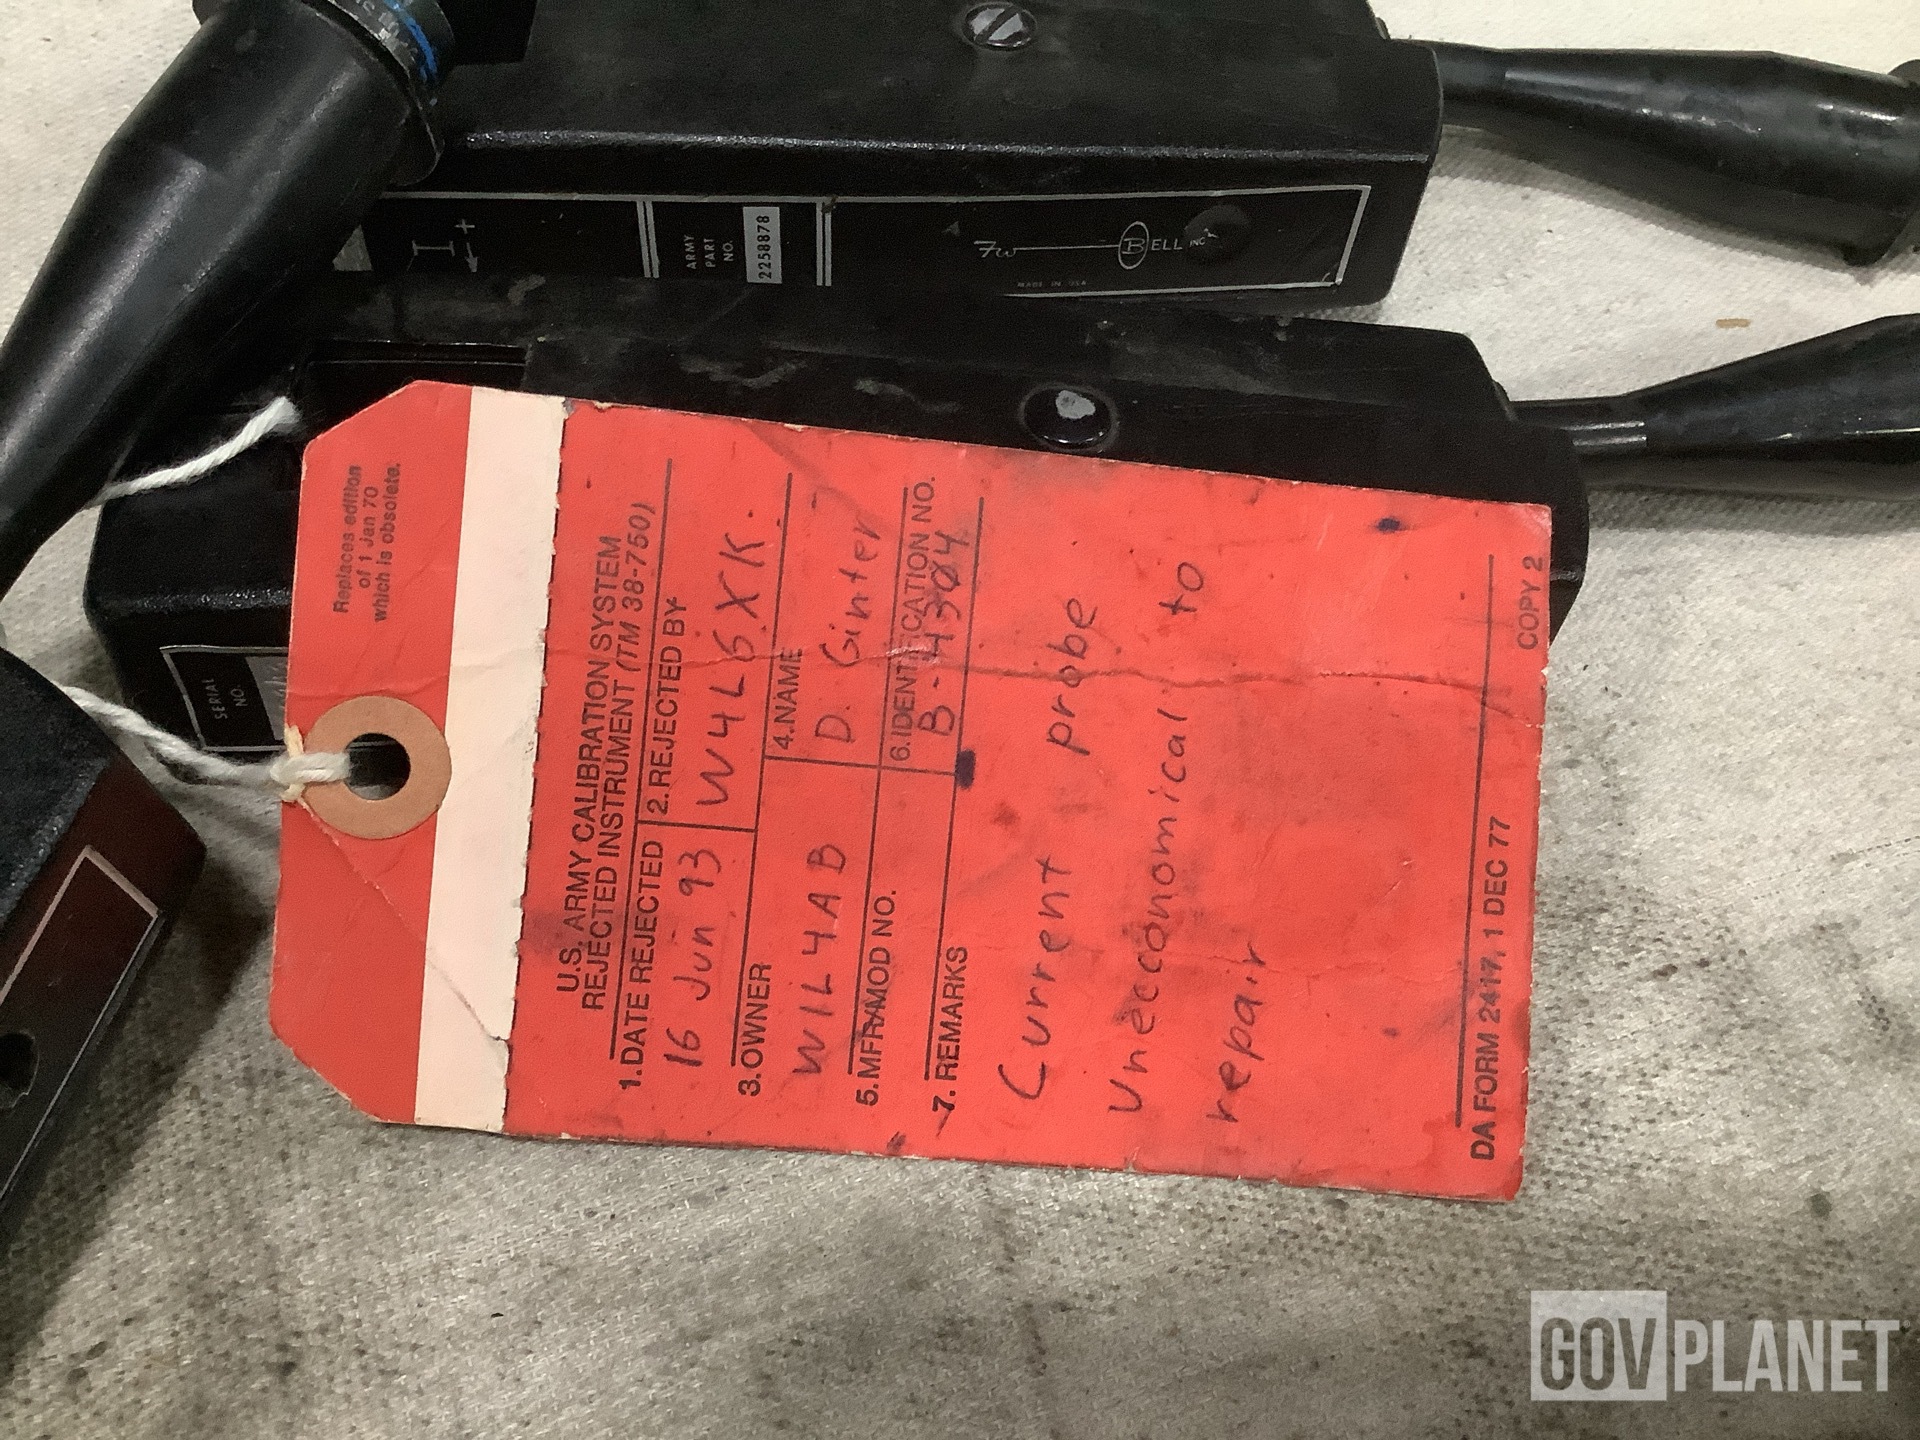 I
← +
ARMY
PART
NO.
2258878
Fw BELL INC
MADE IN USA
SERIAL
NO.
Replaces edition
of 1 Jan 70
which is obsolete.
U.S. ARMY CALIBRATION SYSTEM
REJECTED INSTRUMENT (TM 38-750)
1. DATE REJECTED
16 Jun 93
2. REJECTED BY
W4L6XK.
3. OWNER
W1L4AB
4. NAME
D. Ginter
5. MFR/MOD NO.
6. IDENTIFICATION NO.
B-4304
7. REMARKS
Current probe
Unecconomical to
repair
DA FORM 2417, 1 DEC 77
COPY 2
GOVPLANET